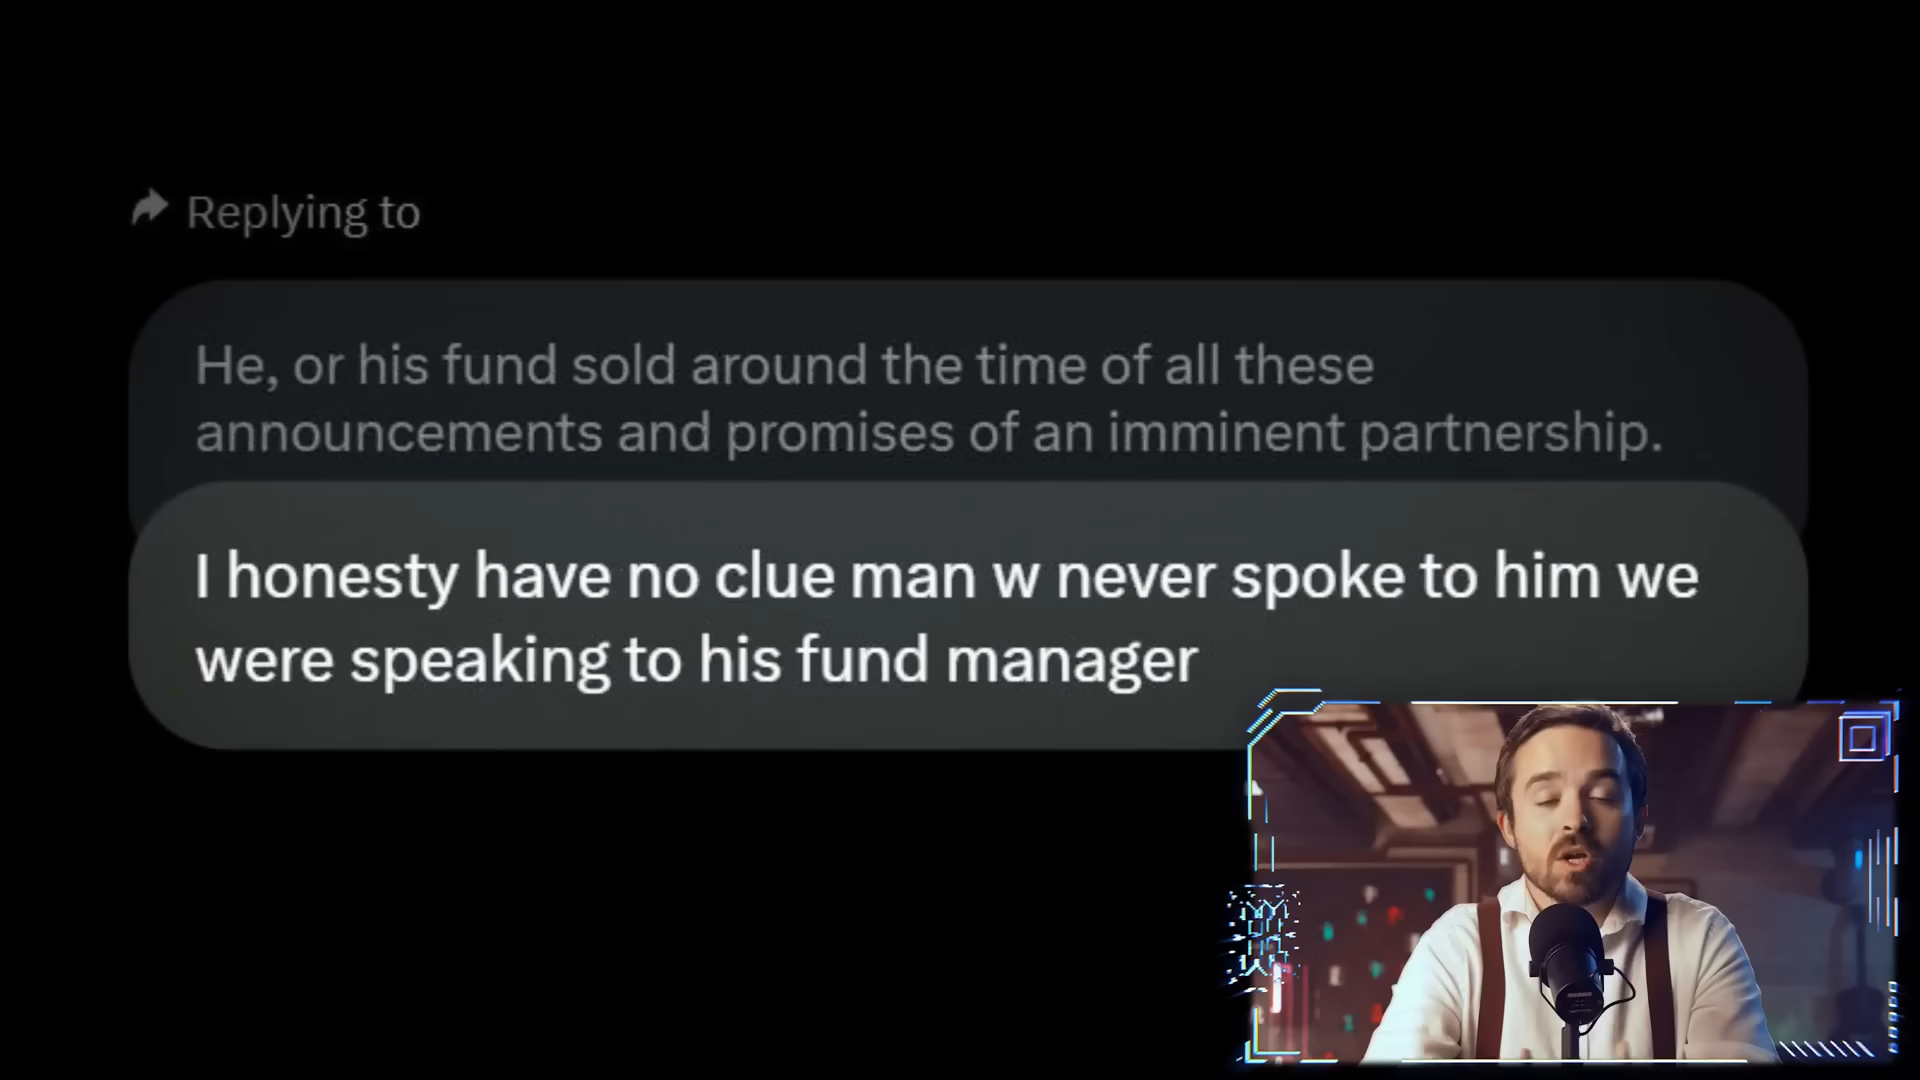 Replying to
He, or his fund sold around the time of all these
announcements and promises of an imminent partnership.
I honesty have no clue man w never spoke to him we
were speaking to his fund manager